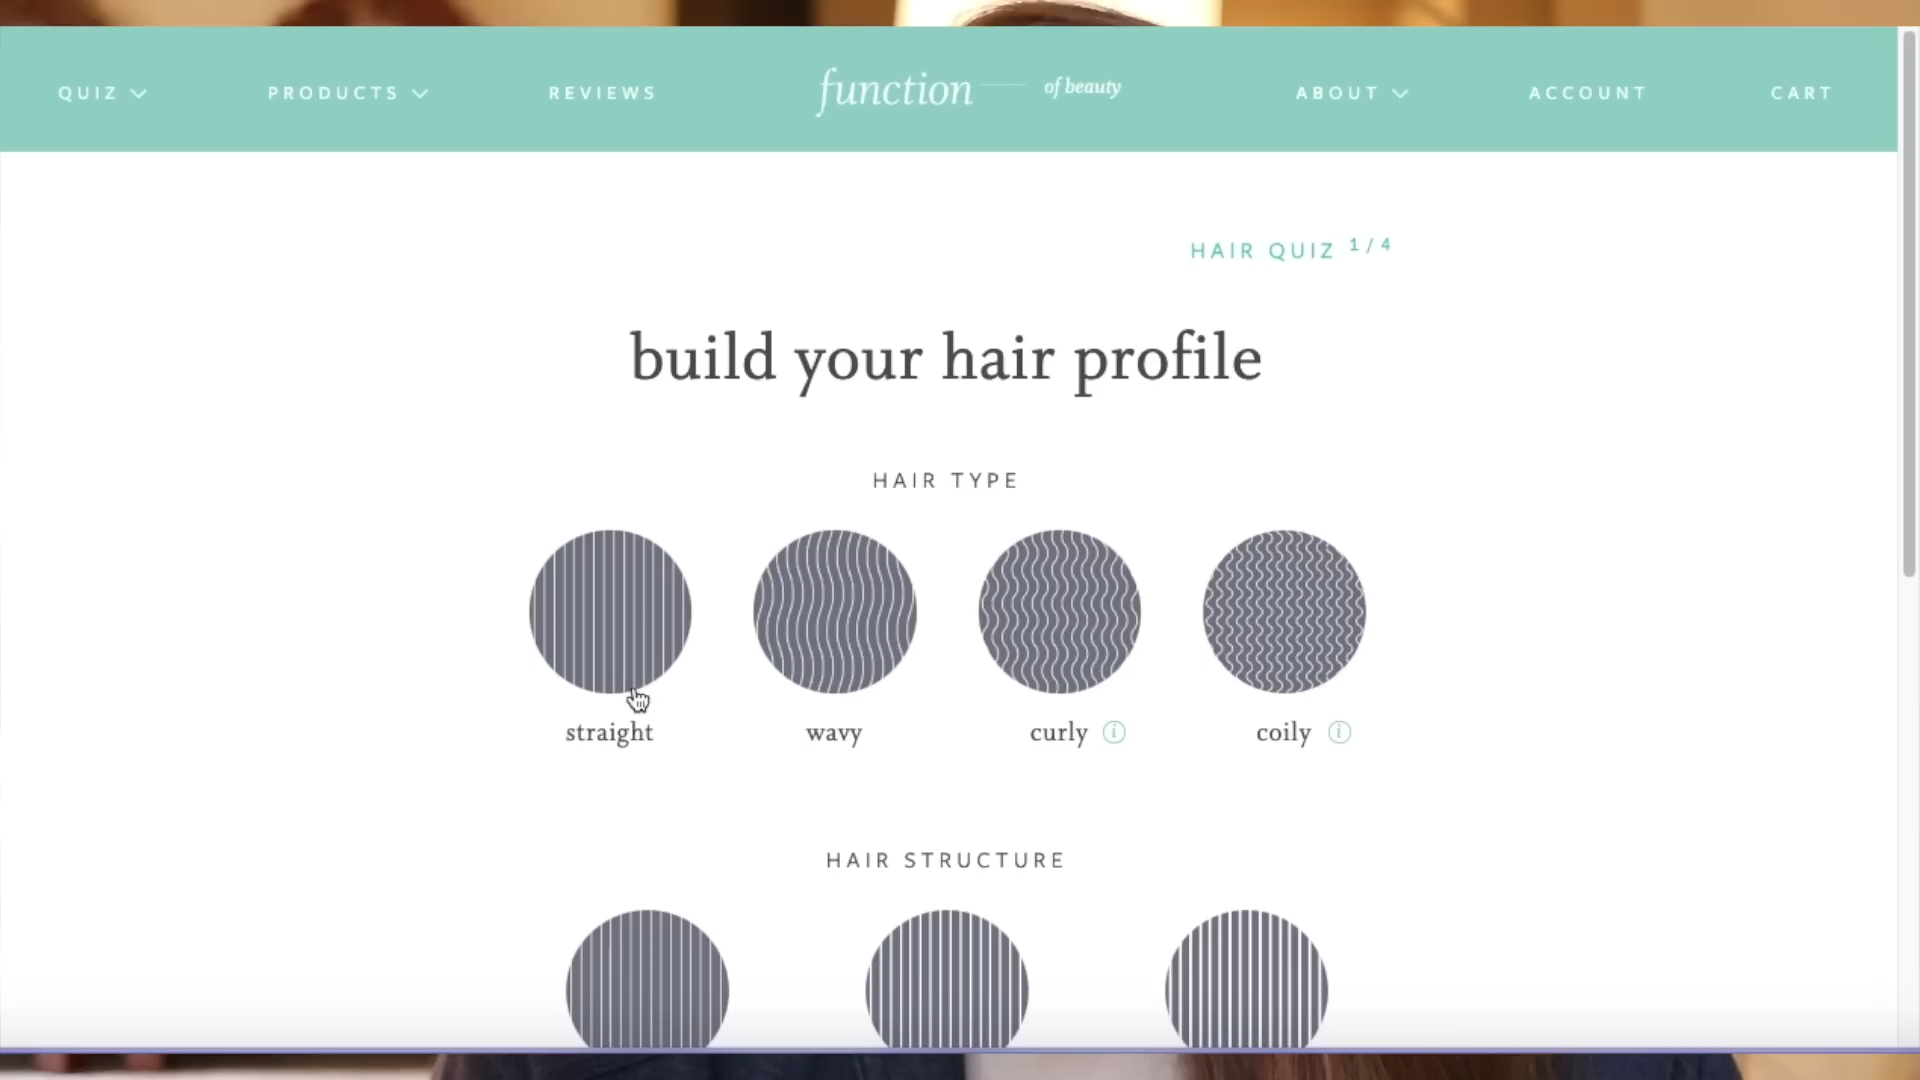 QUIZ PRODUCTS REVIEWS function of beauty ABOUT ACCOUNT CART
HAIR QUIZ 1/4
build your hair profile
HAIR TYPE
straight wavy curly i coily i
HAIR STRUCTURE